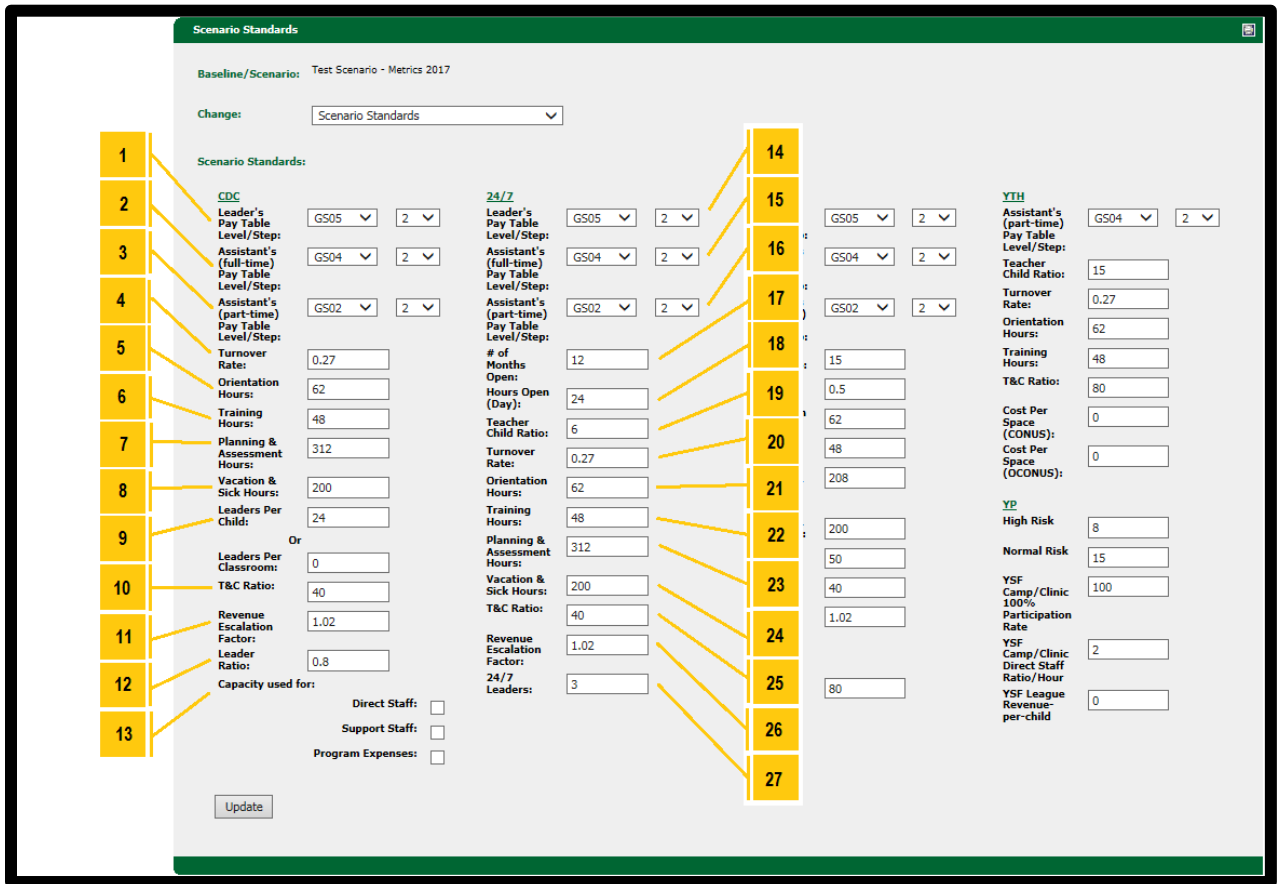 Scenario Standards
Baseline/Scenario: Test Scenario - Metrics 2017
Change: Scenario Standards
Scenario Standards:
1
2
3
4
5
6
7
8
9
10
11
12
13
CDC
Leader's
Pay Table
Level/Step: GS05 2
Assistant's
(full-time)
Pay Table
Level/Step: GS04 2
Assistant's
(part-time)
Pay Table
Level/Step: GS02 2
Turnover
Rate: 0.27
Orientation
Hours: 62
Training
Hours: 48
Planning &
Assessment
Hours: 312
Vacation &
Sick Hours: 200
Leaders Per
Child: 24
Or
Leaders Per
Classroom: 0
T&C Ratio: 40
Revenue
Escalation
Factor: 1.02
Leader
Ratio: 0.8
Capacity used for:
Direct Staff:
Support Staff:
Program Expenses:
Update
24/7
Leader's
Pay Table
Level/Step: GS05 2
Assistant's
(full-time)
Pay Table
Level/Step: GS04 2
Assistant's
(part-time)
Pay Table
Level/Step: GS02 2
# of
Months
Open: 12
Hours Open
(Day): 24
Teacher
Child Ratio: 6
Turnover
Rate: 0.27
Orientation
Hours: 62
Training
Hours: 48
Planning &
Assessment
Hours: 312
Vacation &
Sick Hours: 200
T&C Ratio: 40
Revenue
Escalation
Factor: 1.02
24/7
Leaders: 3
14
15
16
17
18
19
20
21
22
23
24
25
26
27
GS05 2
GS04 2
GS02 2
15
0.5
62
48
208
200
50
40
1.02
80
YTH
Assistant's
(part-time)
Pay Table
Level/Step: GS04 2
Teacher
Child Ratio: 15
Turnover
Rate: 0.27
Orientation
Hours: 62
Training
Hours: 48
T&C Ratio: 80
Cost Per
Space
(CONUS): 0
Cost Per
Space
(OCONUS): 0
YP
High Risk 8
Normal Risk 15
YSF
Camp/Clinic
100%
Participation
Rate 100
YSF
Camp/Clinic
Direct Staff
Ratio/Hour 2
YSF League
Revenue-
per-child 0